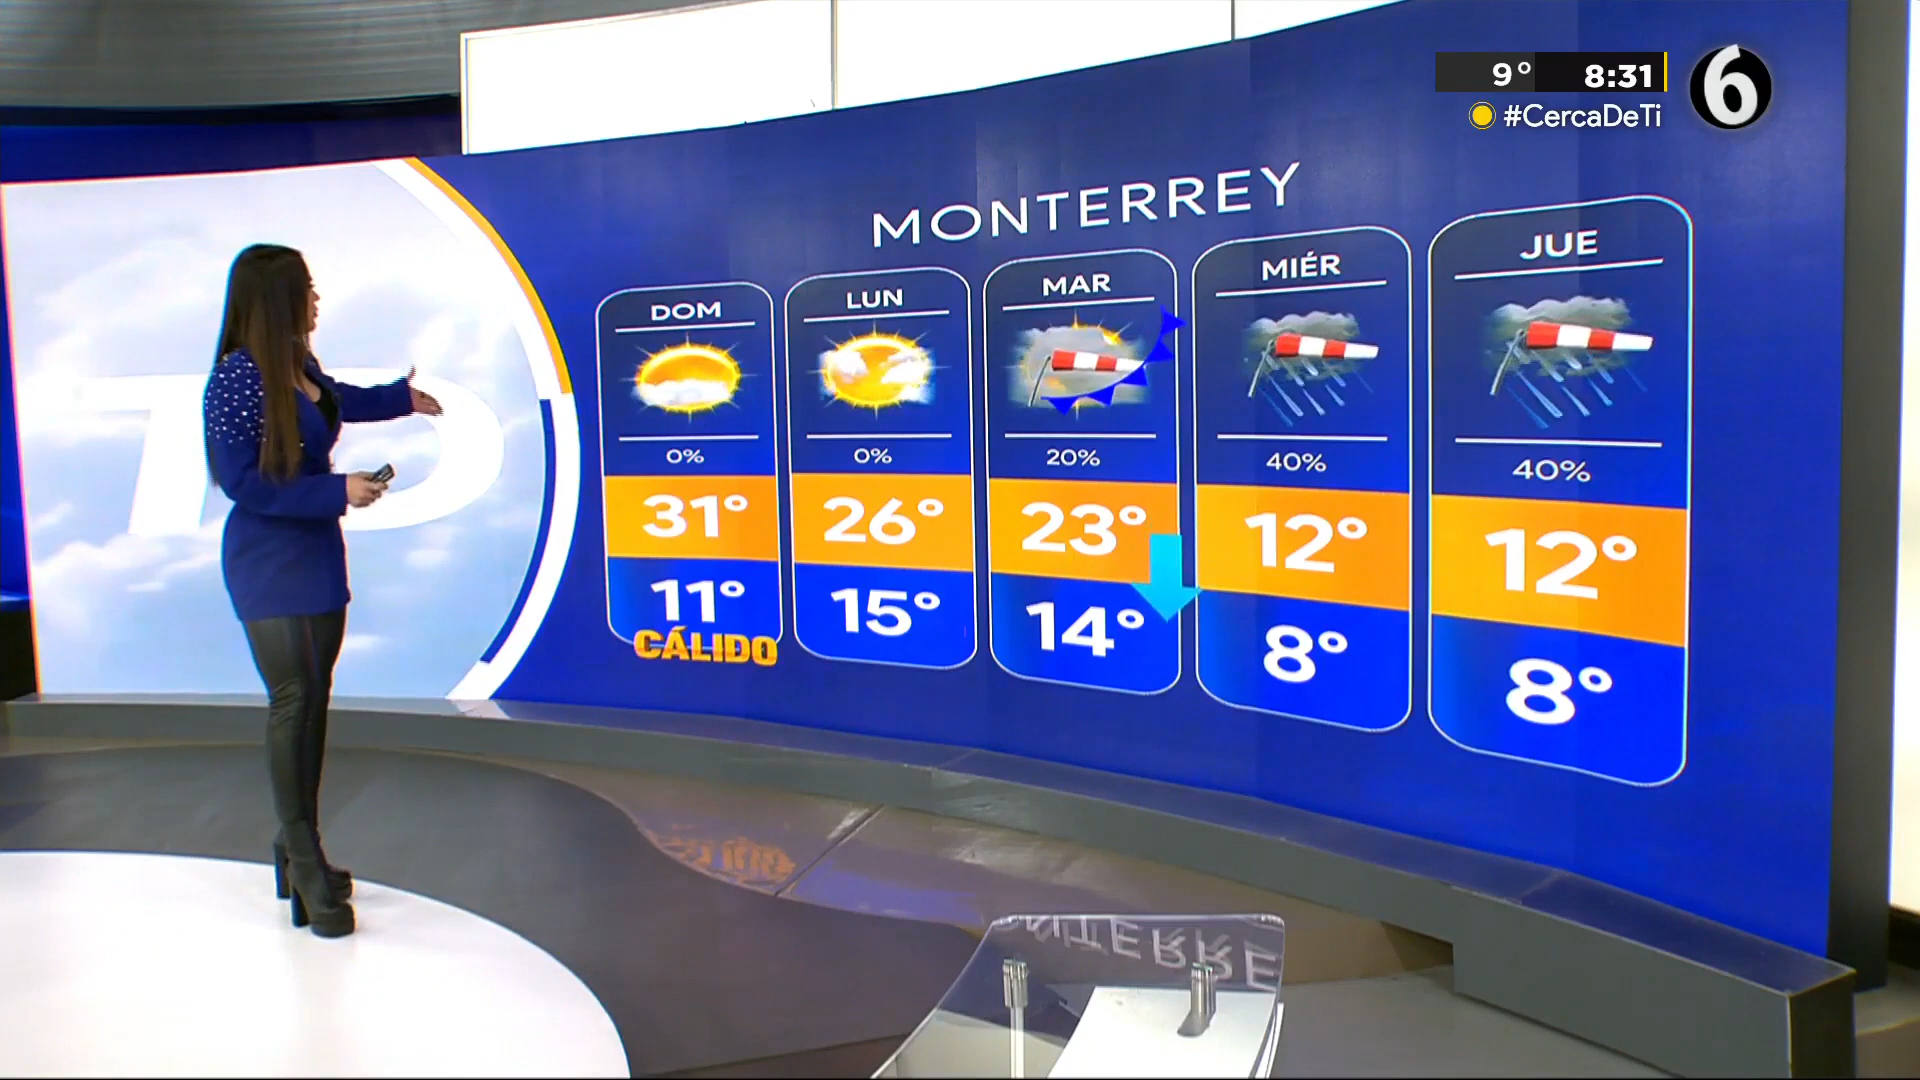 9° 8:31
#CercaDeTi
6
MONTERREY
DOM
0%
31°
11°
CÁLIDO
LUN
0%
26°
15°
MAR
20%
23°
14°
MIÉR
40%
12°
8°
JUE
40%
12°
8°